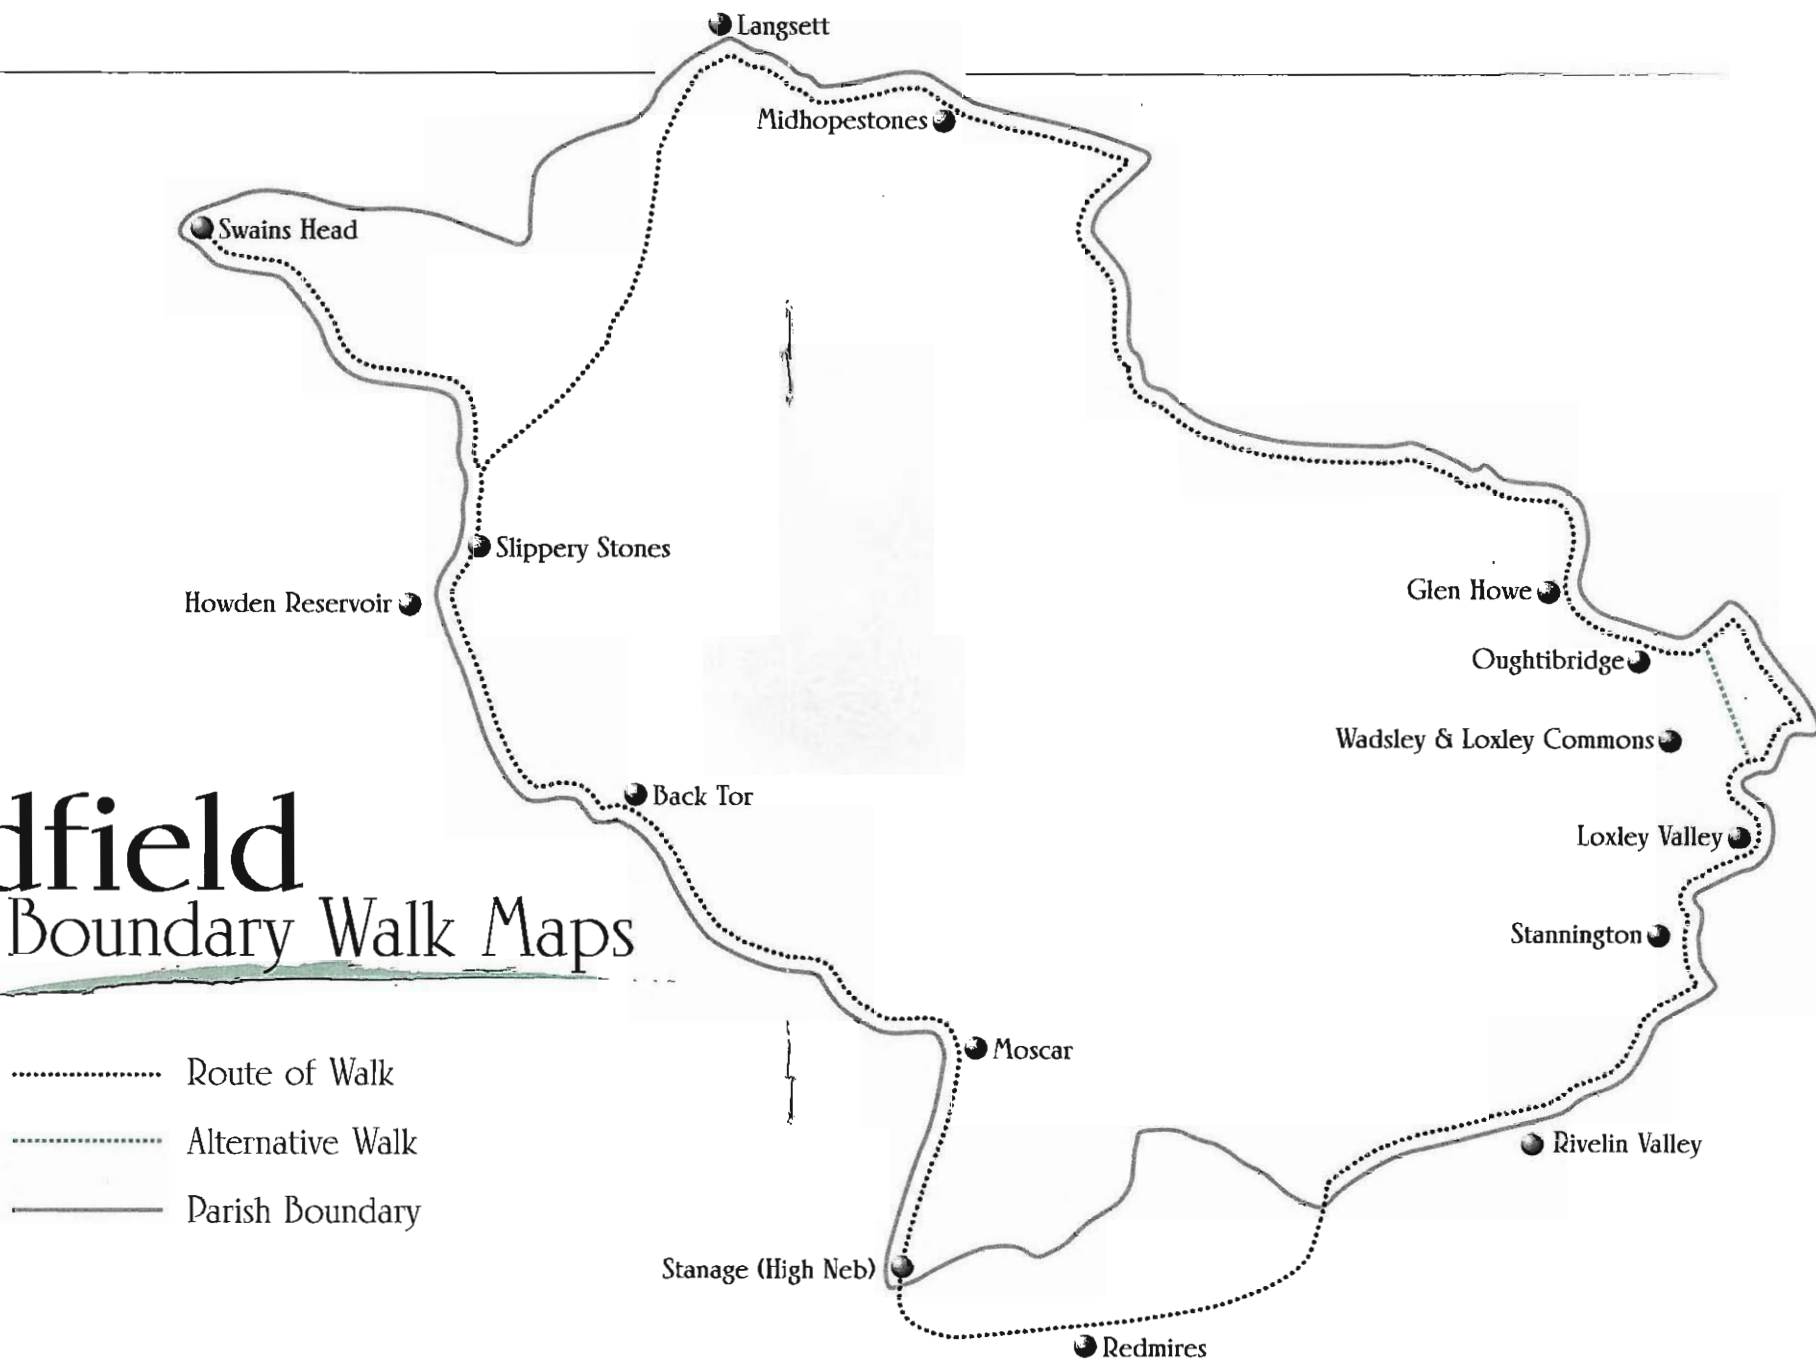 Langsett
Midhopestones
Swains Head
Slippery Stones
Howden Reservoir
Glen Howe
Oughtibridge
Wadsley & Loxley Commons
Back Tor
Loxley Valley
Stannington
dfield
Boundary Walk Maps
Moscar
Route of Walk
Alternative Walk
Rivelin Valley
Parish Boundary
Stanage (High Neb)
Redmires